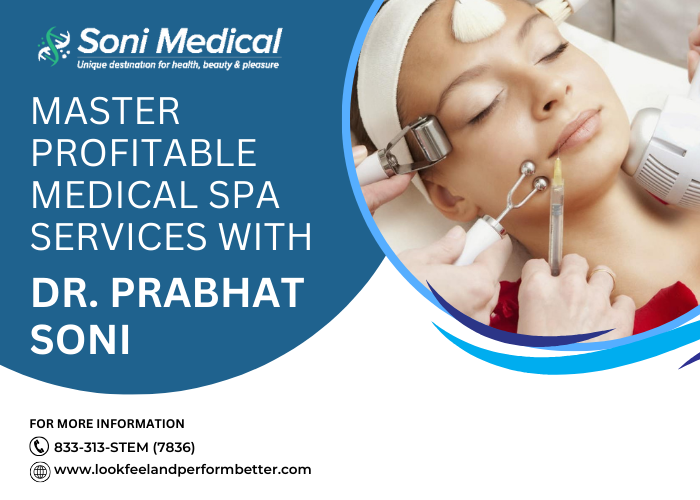 Soni Medical
Unique destination for health, beauty & pleasure
MASTER
PROFITABLE
MEDICAL SPA
SERVICES WITH
DR. PRABHAT
SONI
FOR MORE INFORMATION
833-313-STEM (7836)
www.lookfeelandperformbetter.com